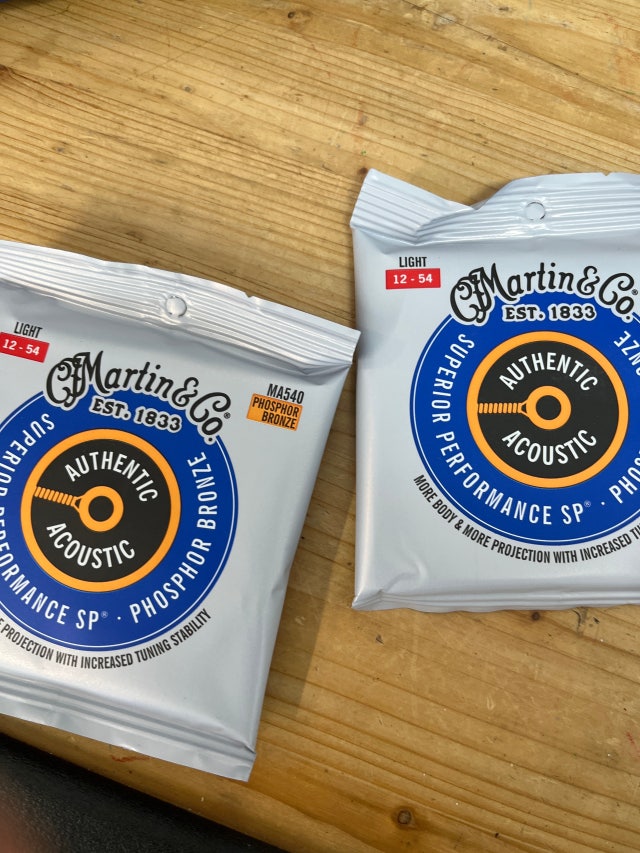 LIGHT
12 - 54
C.F. Martin & Co.®
EST. 1833
MA540
PHOSPHOR
BRONZE
AUTHENTIC
ACOUSTIC
SUPERIOR PERFORMANCE SP® · PHOSPHOR BRONZE
PROJECTION WITH INCREASED TUNING STABILITY
LIGHT
12 - 54
C.F. Martin & Co.®
EST. 1833
AUTHENTIC
ACOUSTIC
SUPERIOR PERFORMANCE SP® ·
MORE BODY & MORE PROJECTION WITH INCREASED